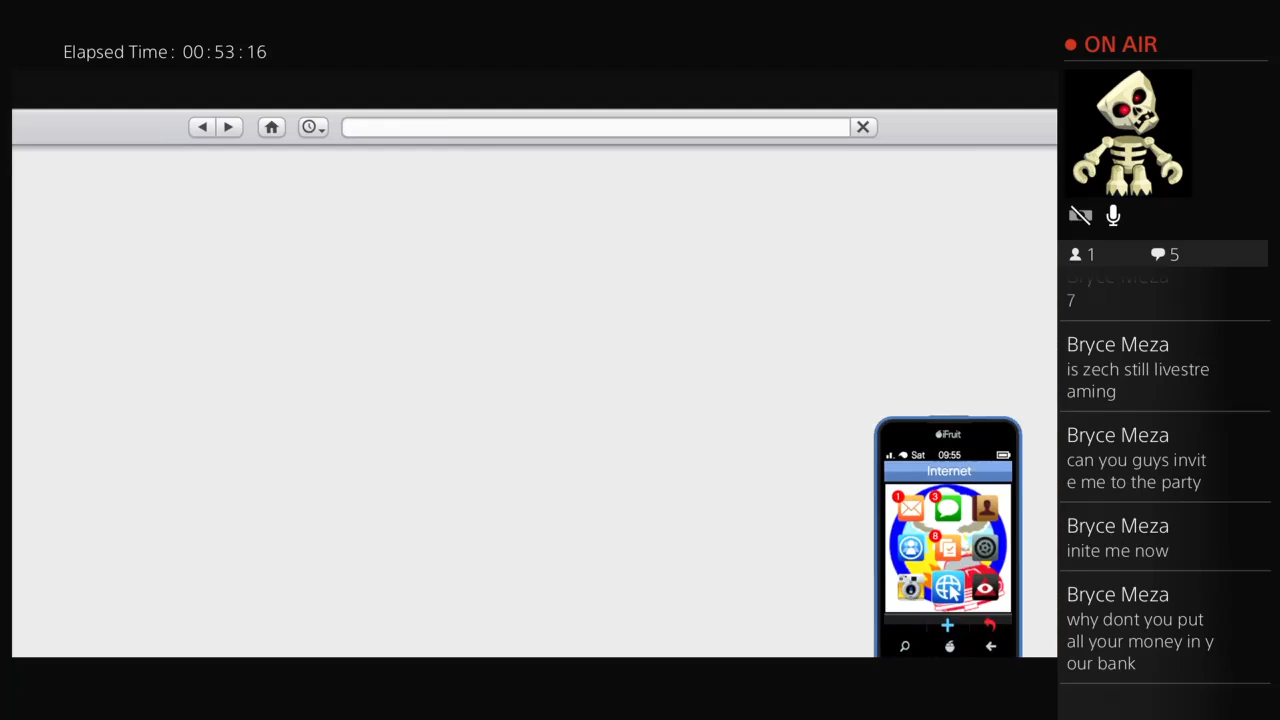 Elapsed Time: 00:53:16
ON AIR
1
5
Bryce Meza
7
Bryce Meza
is zech still livestre
aming
Bryce Meza
can you guys invit
e me to the party
Bryce Meza
inite me now
Bryce Meza
why dont you put
all your money in y
our bank
iFruit
Sat 09:55
Internet
1
3
8